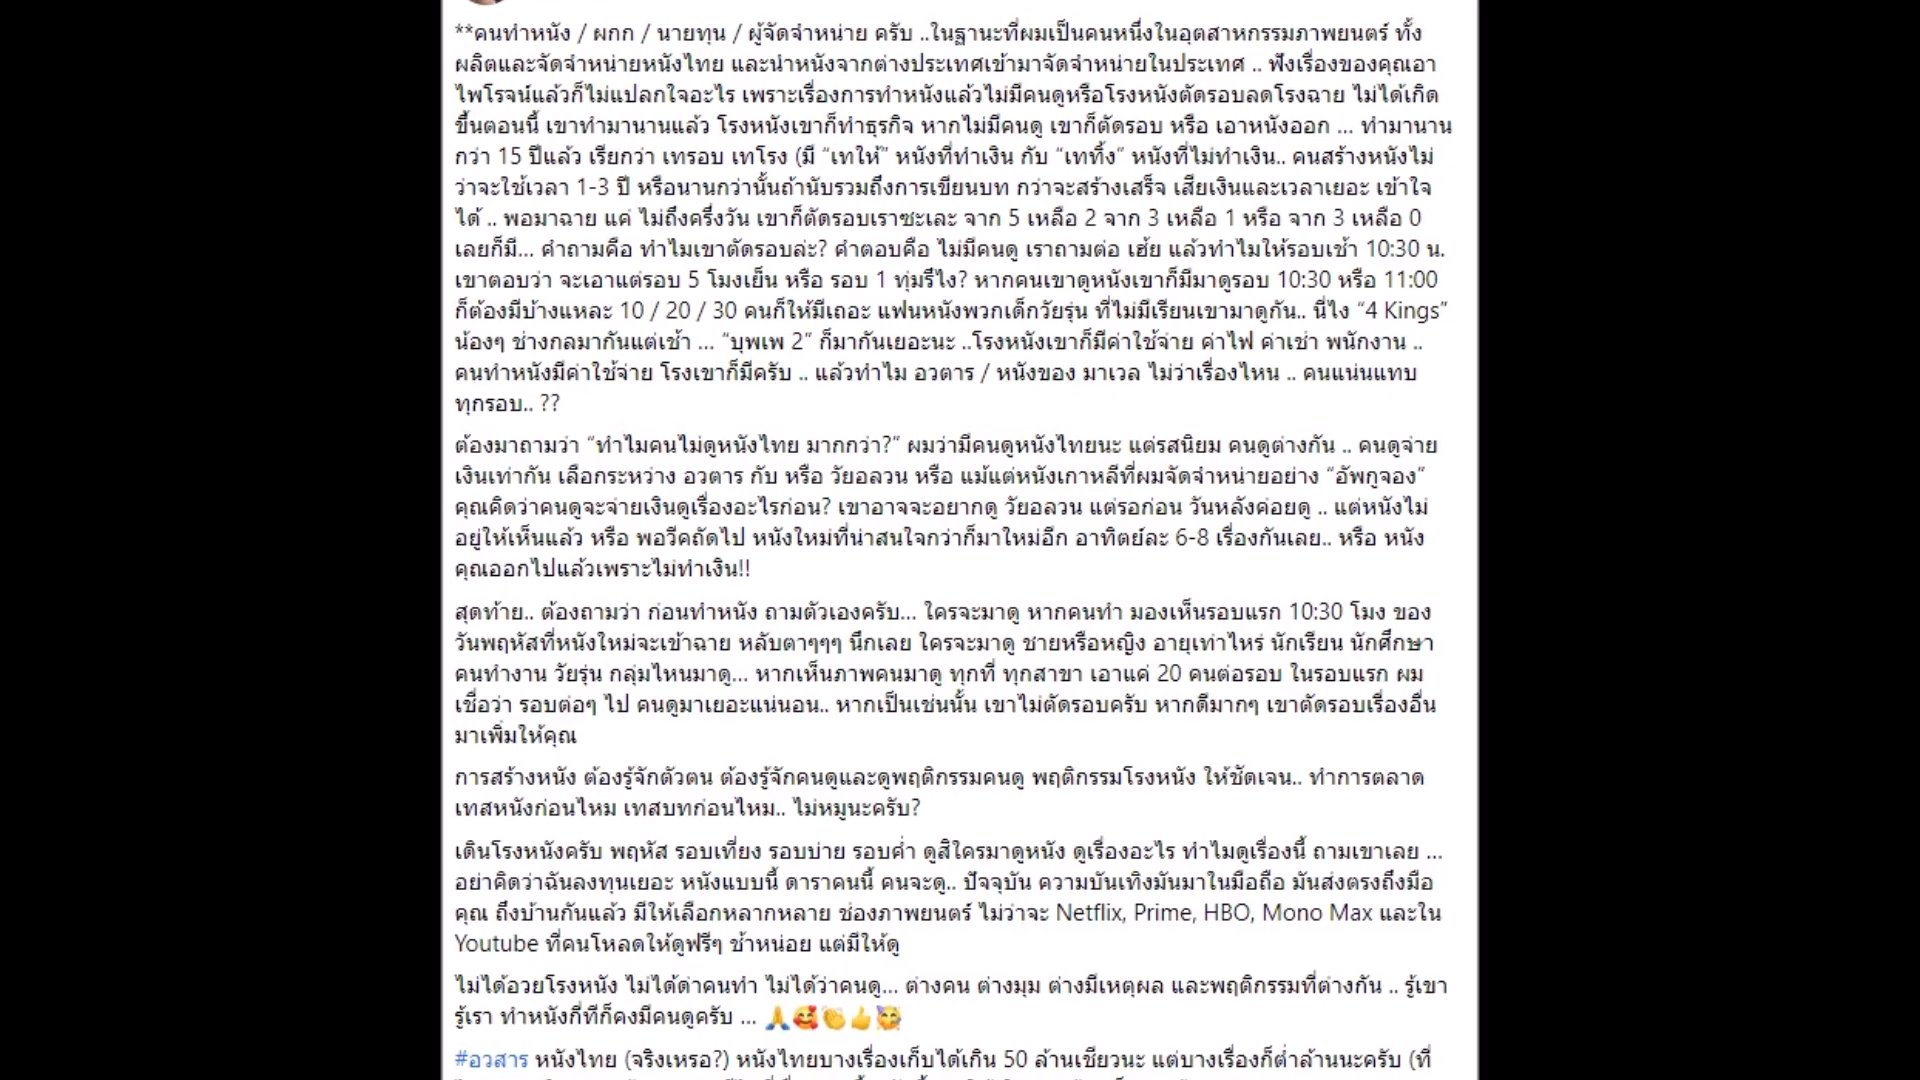 **คนทำหนัง / ผกก / นายทุน / ผู้จัดจำหน่าย ครับ ..ในฐานะที่ผมเป็นคนหนึ่งในอุตสาหกรรมภาพยนตร์ ทั้ง
ผลิตและจัดจำหน่ายหนังไทย และนำหนังจากต่างประเทศเข้ามาจัดจำหน่ายในประเทศ .. ฟังเรื่องของคุณอา
ไพโรจน์แล้วก็ไม่แปลกใจอะไร เพราะเรื่องการทำหนังแล้วไม่มีคนดูหรือโรงหนังตัดรอบลดโรงฉาย ไม่ได้เกิด
ขึ้นตอนนี้ เขาทำมานานแล้ว โรงหนังเขาก็ทำธุรกิจ หากไม่มีคนดู เขาก็ตัดรอบ หรือ เอาหนังออก ... ทำมานาน
กว่า 15 ปีแล้ว เรียกว่า เทรอบ เทโรง (มี “เทให้” หนังที่ทำเงิน กับ “เททิ้ง” หนังที่ไม่ทำเงิน.. คนสร้างหนังไม่
ว่าจะใช้เวลา 1-3 ปี หรือนานกว่านั้นถ้านับรวมถึงการเขียนบท กว่าจะสร้างเสร็จ เสียเงินและเวลาเยอะ เข้าใจ
ได้ .. พอมาฉาย แค่ ไม่ถึงครึ่งวัน เขาก็ตัดรอบเราซะเละ จาก 5 เหลือ 2 จาก 3 เหลือ 1 หรือ จาก 3 เหลือ 0
เลยก็มี... คำถามคือ ทำไมเขาตัดรอบล่ะ? คำตอบคือ ไม่มีคนดู เราถามต่อ เฮ้ย แล้วทำไมให้รอบเช้า 10:30 น.
เขาตอบว่า จะเอาแต่รอบ 5 โมงเย็น หรือ รอบ 1 ทุ่มรึไง? หากคนเขาดูหนังเขาก็มีมาดูรอบ 10:30 หรือ 11:00
ก็ต้องมีบ้างแหละ 10 / 20 / 30 คนก็ให้มีเถอะ แฟนหนังพวกเด็กวัยรุ่น ที่ไม่มีเรียนเขามาดูกัน.. นี่ไง “4 Kings”
น้องๆ ช่างกลมากันแต่เช้า ... “บุพเพ 2” ก็มากันเยอะนะ ..โรงหนังเขาก็มีค่าใช้จ่าย ค่าไฟ ค่าเช่า พนักงาน ..
คนทำหนังมีค่าใช้จ่าย โรงเขาก็มีครับ .. แล้วทำไม อวตาร / หนังของ มาเวล ไม่ว่าเรื่องไหน .. คนแน่นแทบ
ทุกรอบ.. ??
ต้องมาถามว่า “ทำไมคนไม่ดูหนังไทย มากกว่า?” ผมว่ามีคนดูหนังไทยนะ แต่รสนิยม คนดูต่างกัน .. คนดูจ่าย
เงินเท่ากัน เลือกระหว่าง อวตาร กับ หรือ วัยอลวน หรือ แม้แต่หนังเกาหลีที่ผมจัดจำหน่ายอย่าง “อัพกูจอง”
คุณคิดว่าคนดูจะจ่ายเงินดูเรื่องอะไรก่อน? เขาอาจจะอยากดู วัยอลวน แต่รอก่อน วันหลังค่อยดู .. แต่หนังไม่
อยู่ให้เห็นแล้ว หรือ พอวีคถัดไป หนังใหม่ที่น่าสนใจกว่าก็มาใหม่อีก อาทิตย์ละ 6-8 เรื่องกันเลย.. หรือ หนัง
คุณออกไปแล้วเพราะไม่ทำเงิน!!
สุดท้าย.. ต้องถามว่า ก่อนทำหนัง ถามตัวเองครับ... ใครจะมาดู หากคนทำ มองเห็นรอบแรก 10:30 โมง ของ
วันพฤหัสที่หนังใหม่จะเข้าฉาย หลับตาๆๆๆ นึกเลย ใครจะมาดู ชายหรือหญิง อายุเท่าไหร่ นักเรียน นักศึกษา
คนทำงาน วัยรุ่น กลุ่มไหนมาดู... หากเห็นภาพคนมาดู ทุกที่ ทุกสาขา เอาแค่ 20 คนต่อรอบ ในรอบแรก ผม
เชื่อว่า รอบต่อๆ ไป คนดูมาเยอะแน่นอน.. หากเป็นเช่นนั้น เขาไม่ตัดรอบครับ หากดีมากๆ เขาตัดรอบเรื่องอื่น
มาเพิ่มให้คุณ
การสร้างหนัง ต้องรู้จักตัวตน ต้องรู้จักคนดูและดูพฤติกรรมคนดู พฤติกรรมโรงหนัง ให้ชัดเจน.. ทำการตลาด
เทสหนังก่อนไหม เทสบทก่อนไหม.. ไม่หมูนะครับ?
เดินโรงหนังครับ พฤหัส รอบเที่ยง รอบบ่าย รอบค่ำ ดูสิใครมาดูหนัง ดูเรื่องอะไร ทำไมดูเรื่องนี้ ถามเขาเลย ...
อย่าคิดว่าฉันลงทุนเยอะ หนังแบบนี้ ดาราคนนี้ คนจะดู.. ปัจจุบัน ความบันเทิงมันมาในมือถือ มันส่งตรงถึงมือ
คุณ ถึงบ้านกันแล้ว มีให้เลือกหลากหลาย ช่องภาพยนตร์ ไม่ว่าจะ Netflix, Prime, HBO, Mono Max และใน
Youtube ที่คนโหลดให้ดูฟรีๆ ช้าหน่อย แต่มีให้ดู
ไม่ได้อวยโรงหนัง ไม่ได้ด่าคนทำ ไม่ได้ว่าคนดู... ต่างคน ต่างมุม ต่างมีเหตุผล และพฤติกรรมที่ต่างกัน .. รู้เขา
รู้เรา ทำหนังกี่ทีก็คงมีคนดูครับ ... 🙏🥰👏👍🥳
#อวสาร หนังไทย (จริงเหรอ?) หนังไทยบางเรื่องเก็บได้เกิน 50 ล้านเชียวนะ แต่บางเรื่องก็ต่ำล้านนะครับ (ที่